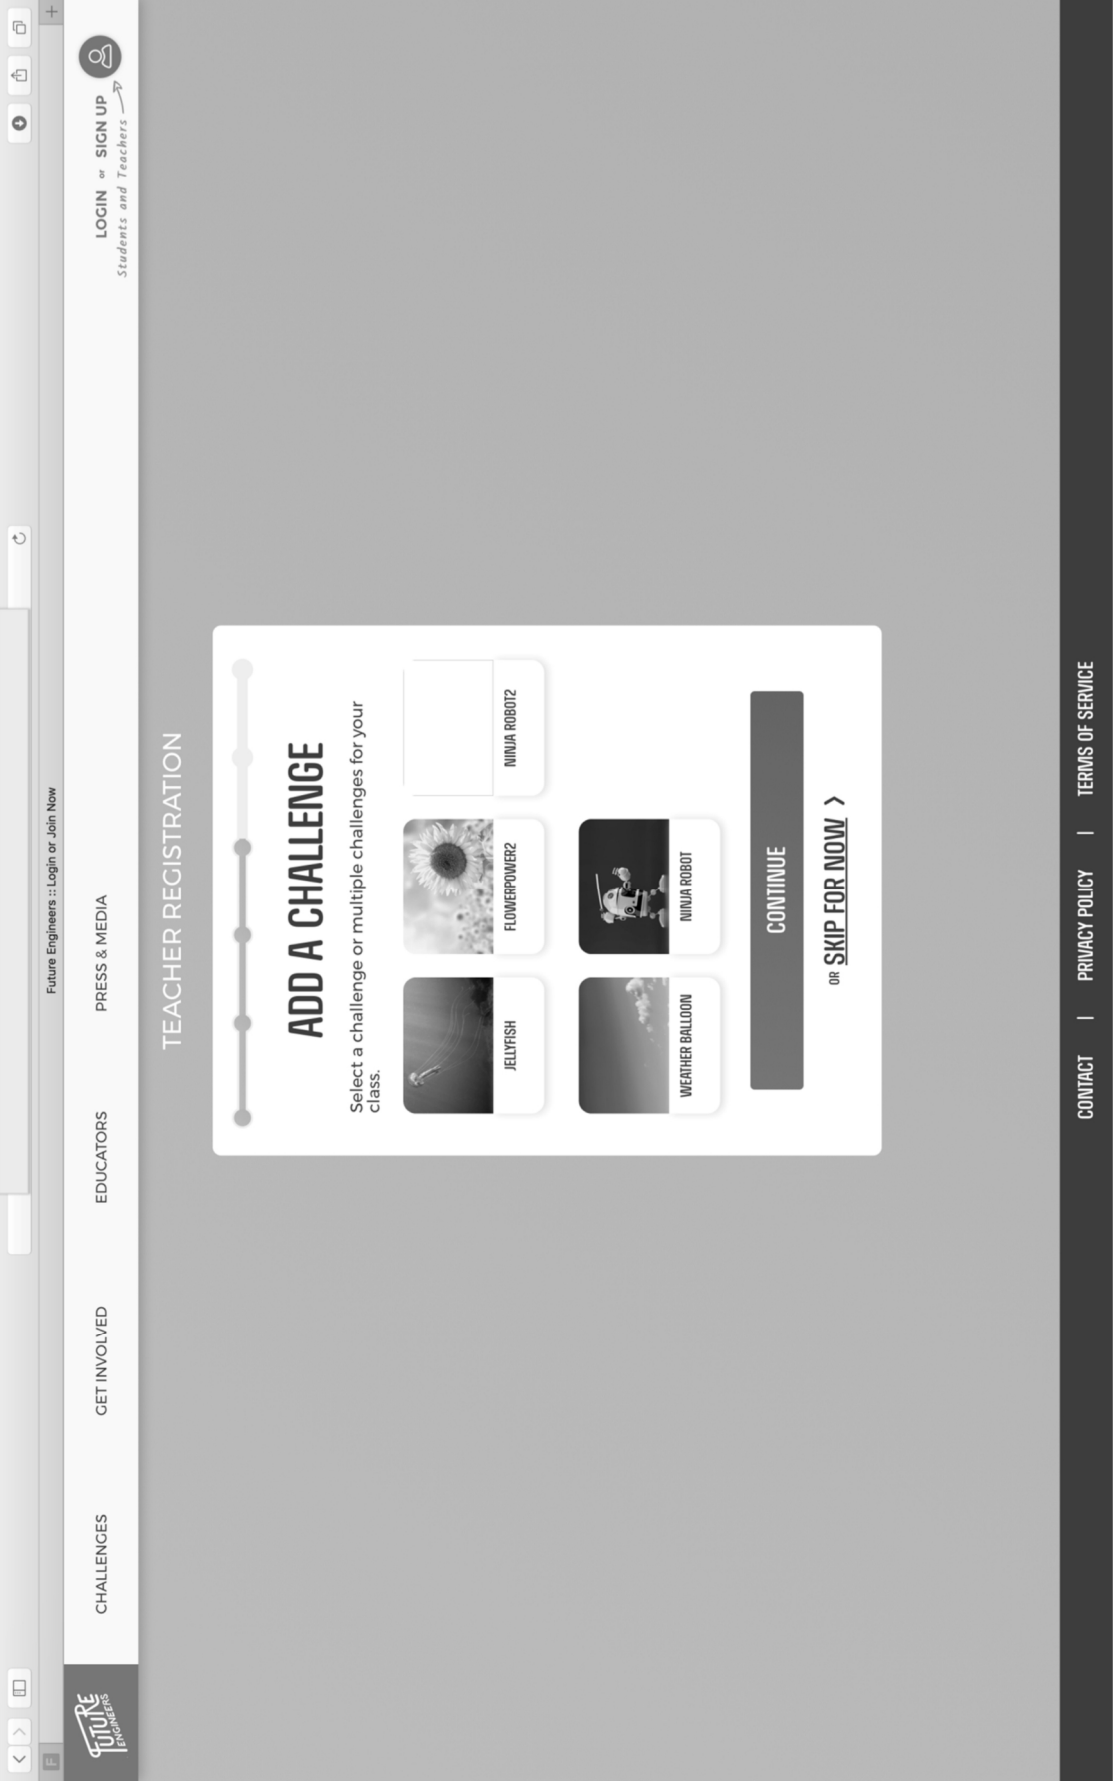 Future Engineers :: Login or Join Now
FUTURE
ENGINEERS
CHALLENGES
GET INVOLVED
EDUCATORS
PRESS & MEDIA
LOGIN or SIGN UP
Students and Teachers
TEACHER REGISTRATION
ADD A CHALLENGE
Select a challenge or multiple challenges for your
class.
JELLYFISH
FLOWERPOWER2
NINJA ROBOT2
WEATHER BALLOON
NINJA ROBOT
CONTINUE
OR SKIP FOR NOW
CONTACT | PRIVACY POLICY | TERMS OF SERVICE